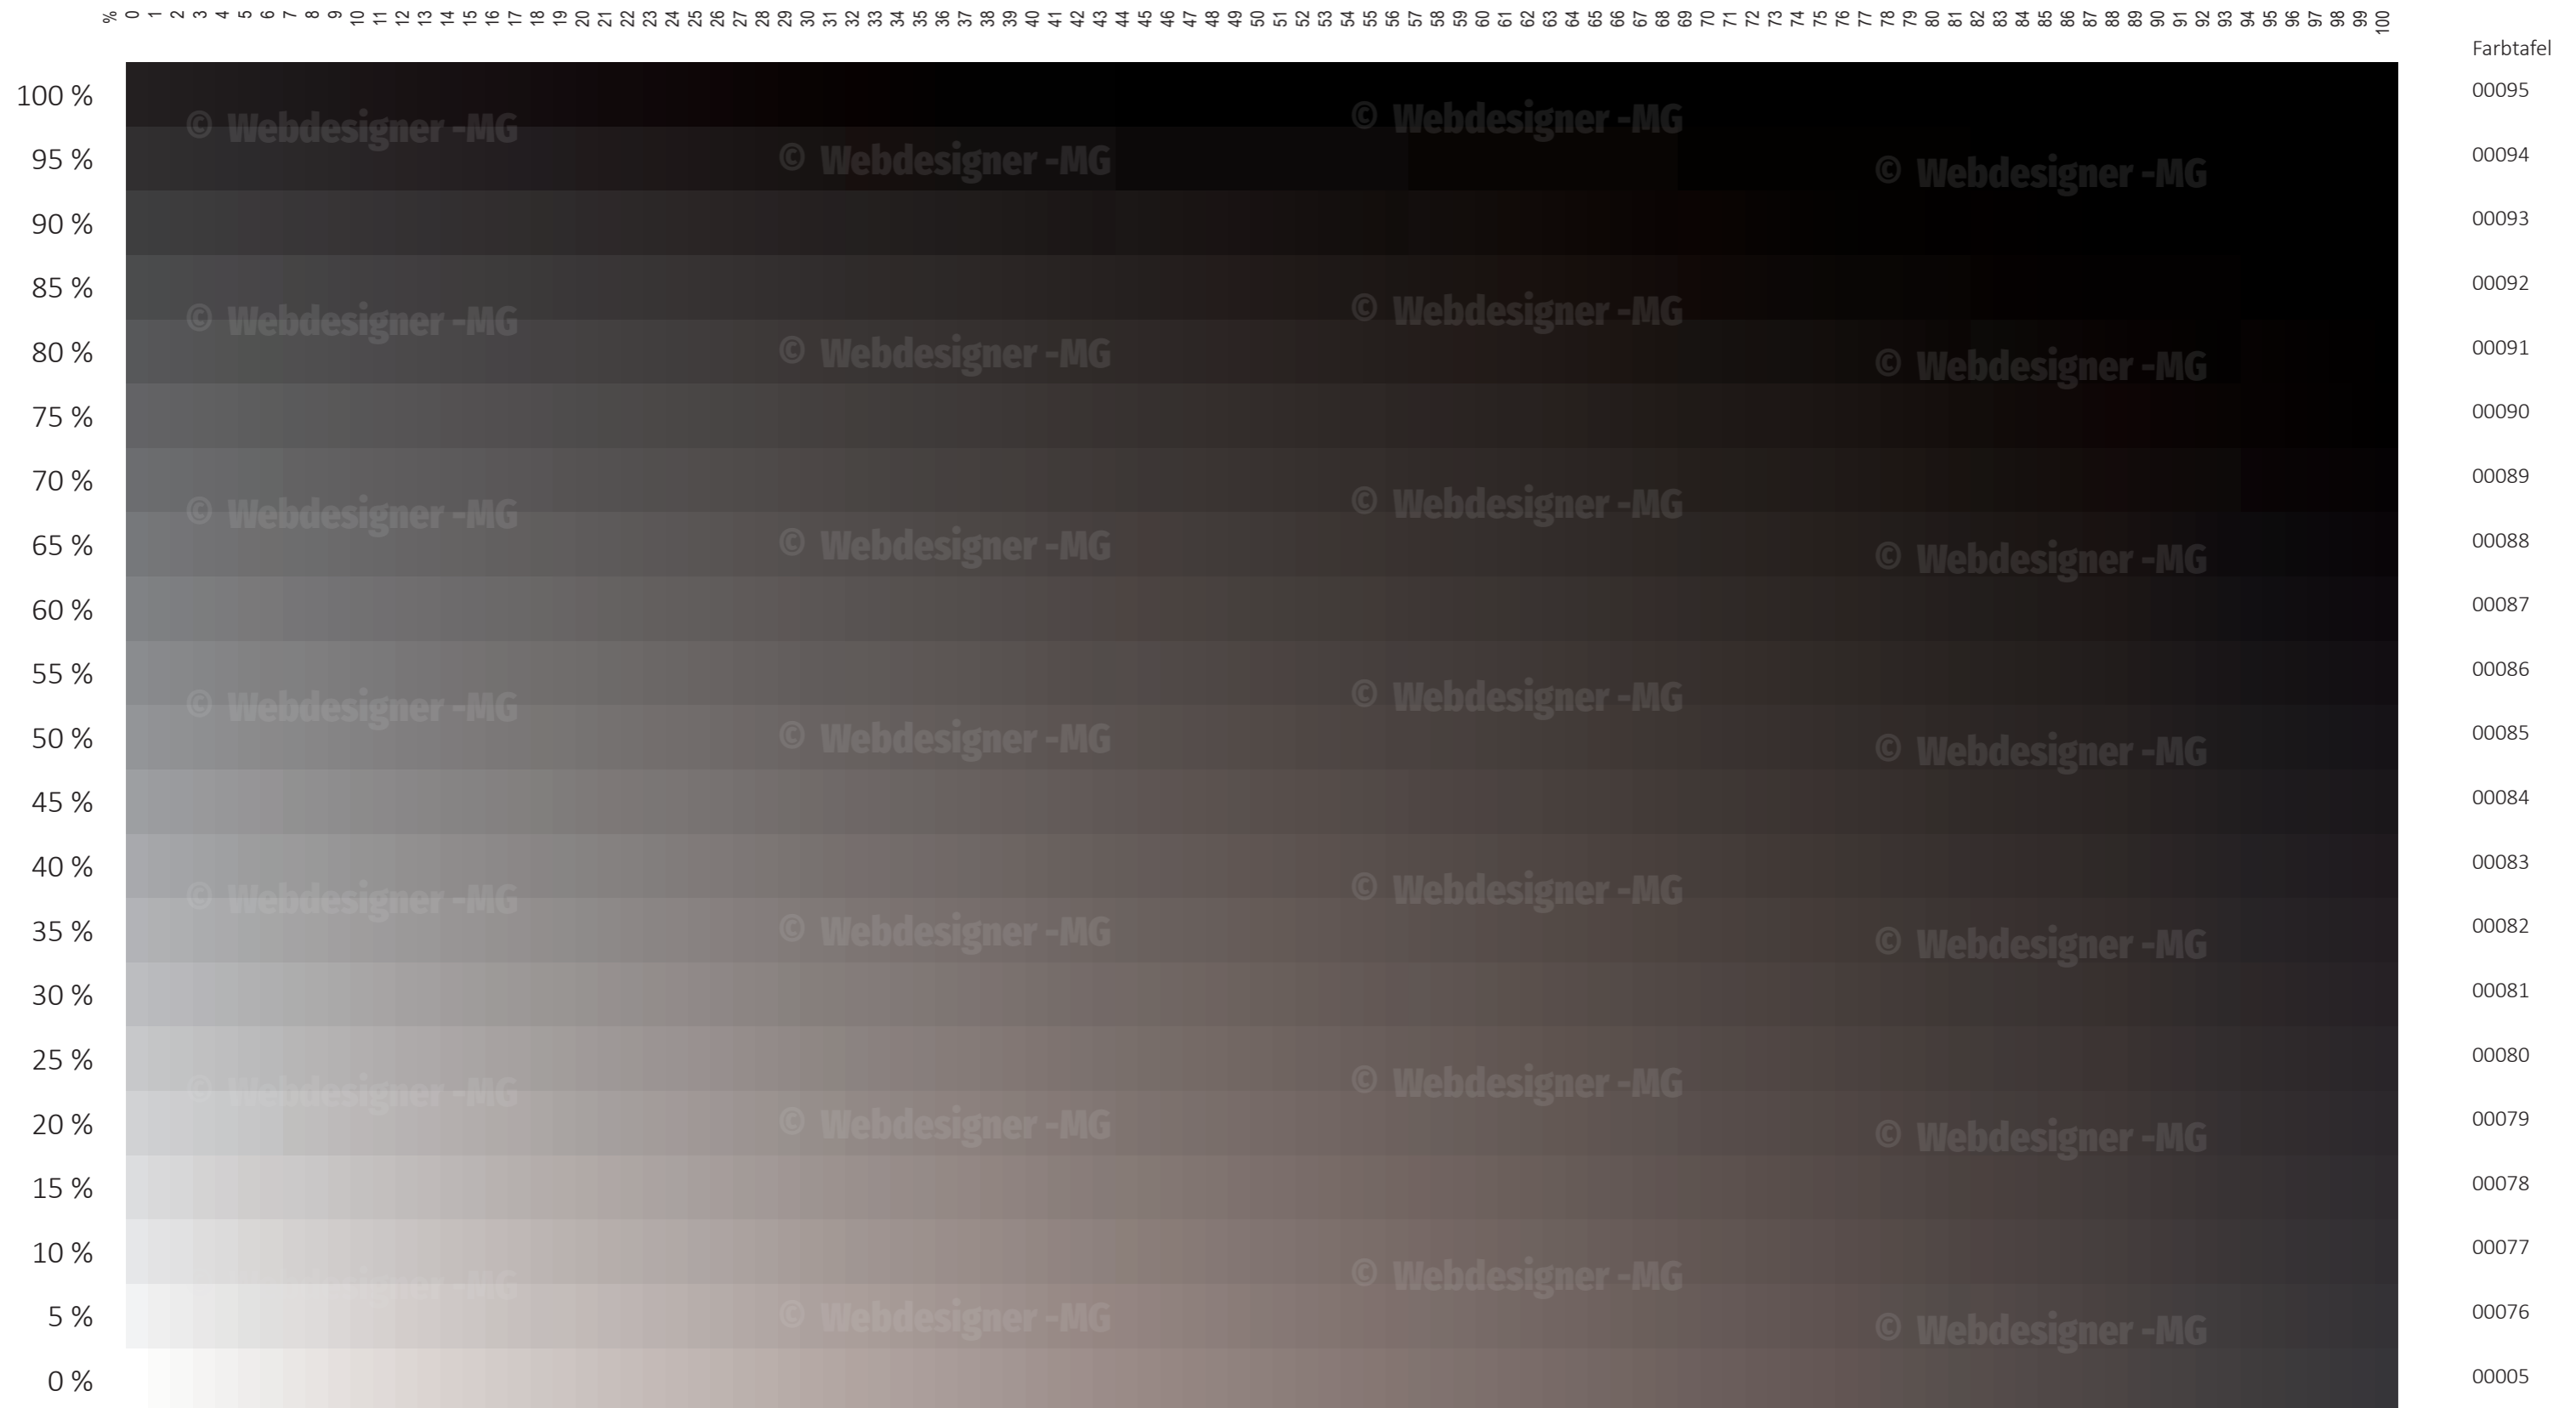 % 0 1 2 3 4 5 6 7 8 9 10 11 12 13 14 15 16 17 18 19 20 21 22 23 24 25 26 27 28 29 30 31 32 33 34 35 36 37 38 39 40 41 42 43 44 45 46 47 48 49 50 51 52 53 54 55 56 57 58 59 60 61 62 63 64 65 66 67 68 69 70 71 72 73 74 75 76 77 78 79 80 81 82 83 84 85 86 87 88 89 90 91 92 93 94 95 96 97 98 99 100
Farbtafel
100 % 00095
© Webdesigner -MG © Webdesigner -MG
95 % © Webdesigner -MG © Webdesigner -MG 00094
90 % 00093
85 % 00092
© Webdesigner -MG © Webdesigner -MG
80 % © Webdesigner -MG © Webdesigner -MG 00091
75 % 00090
70 % 00089
© Webdesigner -MG © Webdesigner -MG
65 % © Webdesigner -MG © Webdesigner -MG 00088
60 % 00087
55 % 00086
© Webdesigner -MG © Webdesigner -MG
50 % © Webdesigner -MG © Webdesigner -MG 00085
45 % 00084
40 % 00083
© Webdesigner -MG © Webdesigner -MG
35 % © Webdesigner -MG © Webdesigner -MG 00082
30 % 00081
25 % 00080
© Webdesigner -MG © Webdesigner -MG
20 % © Webdesigner -MG © Webdesigner -MG 00079
15 % 00078
10 % 00077
Webdesigner -MG © Webdesigner -MG
5 % © Webdesigner -MG © Webdesigner -MG 00076
0 % 00005